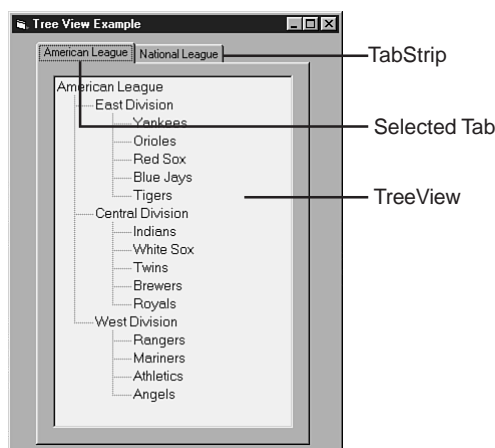 Tree View Example
American League National League
TabStrip
Selected Tab
TreeView
American League
East Division
Yankees
Orioles
Red Sox
Blue Jays
Tigers
Central Division
Indians
White Sox
Twins
Brewers
Royals
West Division
Rangers
Mariners
Athletics
Angels